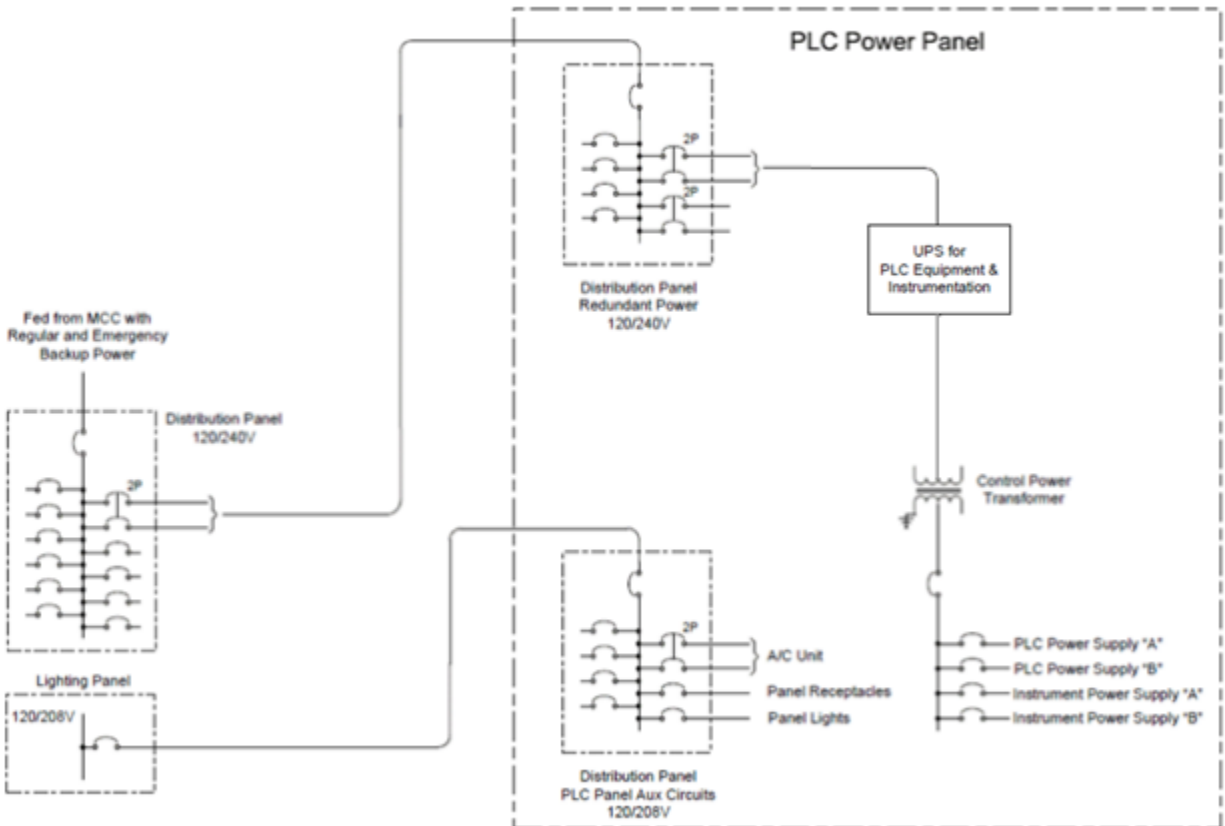 PLC Power Panel
2P
2P
UPS for
PLC Equipment &
Instrumentation
Distribution Panel
Redundant Power
120/240V
Fed from MCC with
Regular and Emergency
Backup Power
Distribution Panel
120/240V
2P
Control Power
Transformer
Lighting Panel
120/208V
2P
A/C Unit
Panel Receptacles
Panel Lights
PLC Power Supply "A"
PLC Power Supply "B"
Instrument Power Supply "A"
Instrument Power Supply "B"
Distribution Panel
PLC Panel Aux Circuits
120/208V